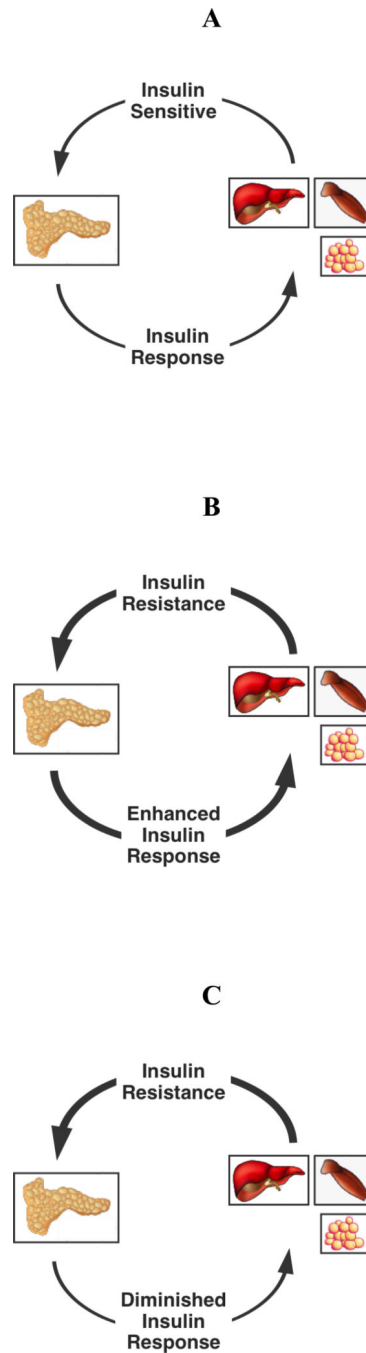 A
Insulin
Sensitive
Insulin
Response
B
Insulin
Resistance
Enhanced
Insulin
Response
C
Insulin
Resistance
Diminished
Insulin
Response